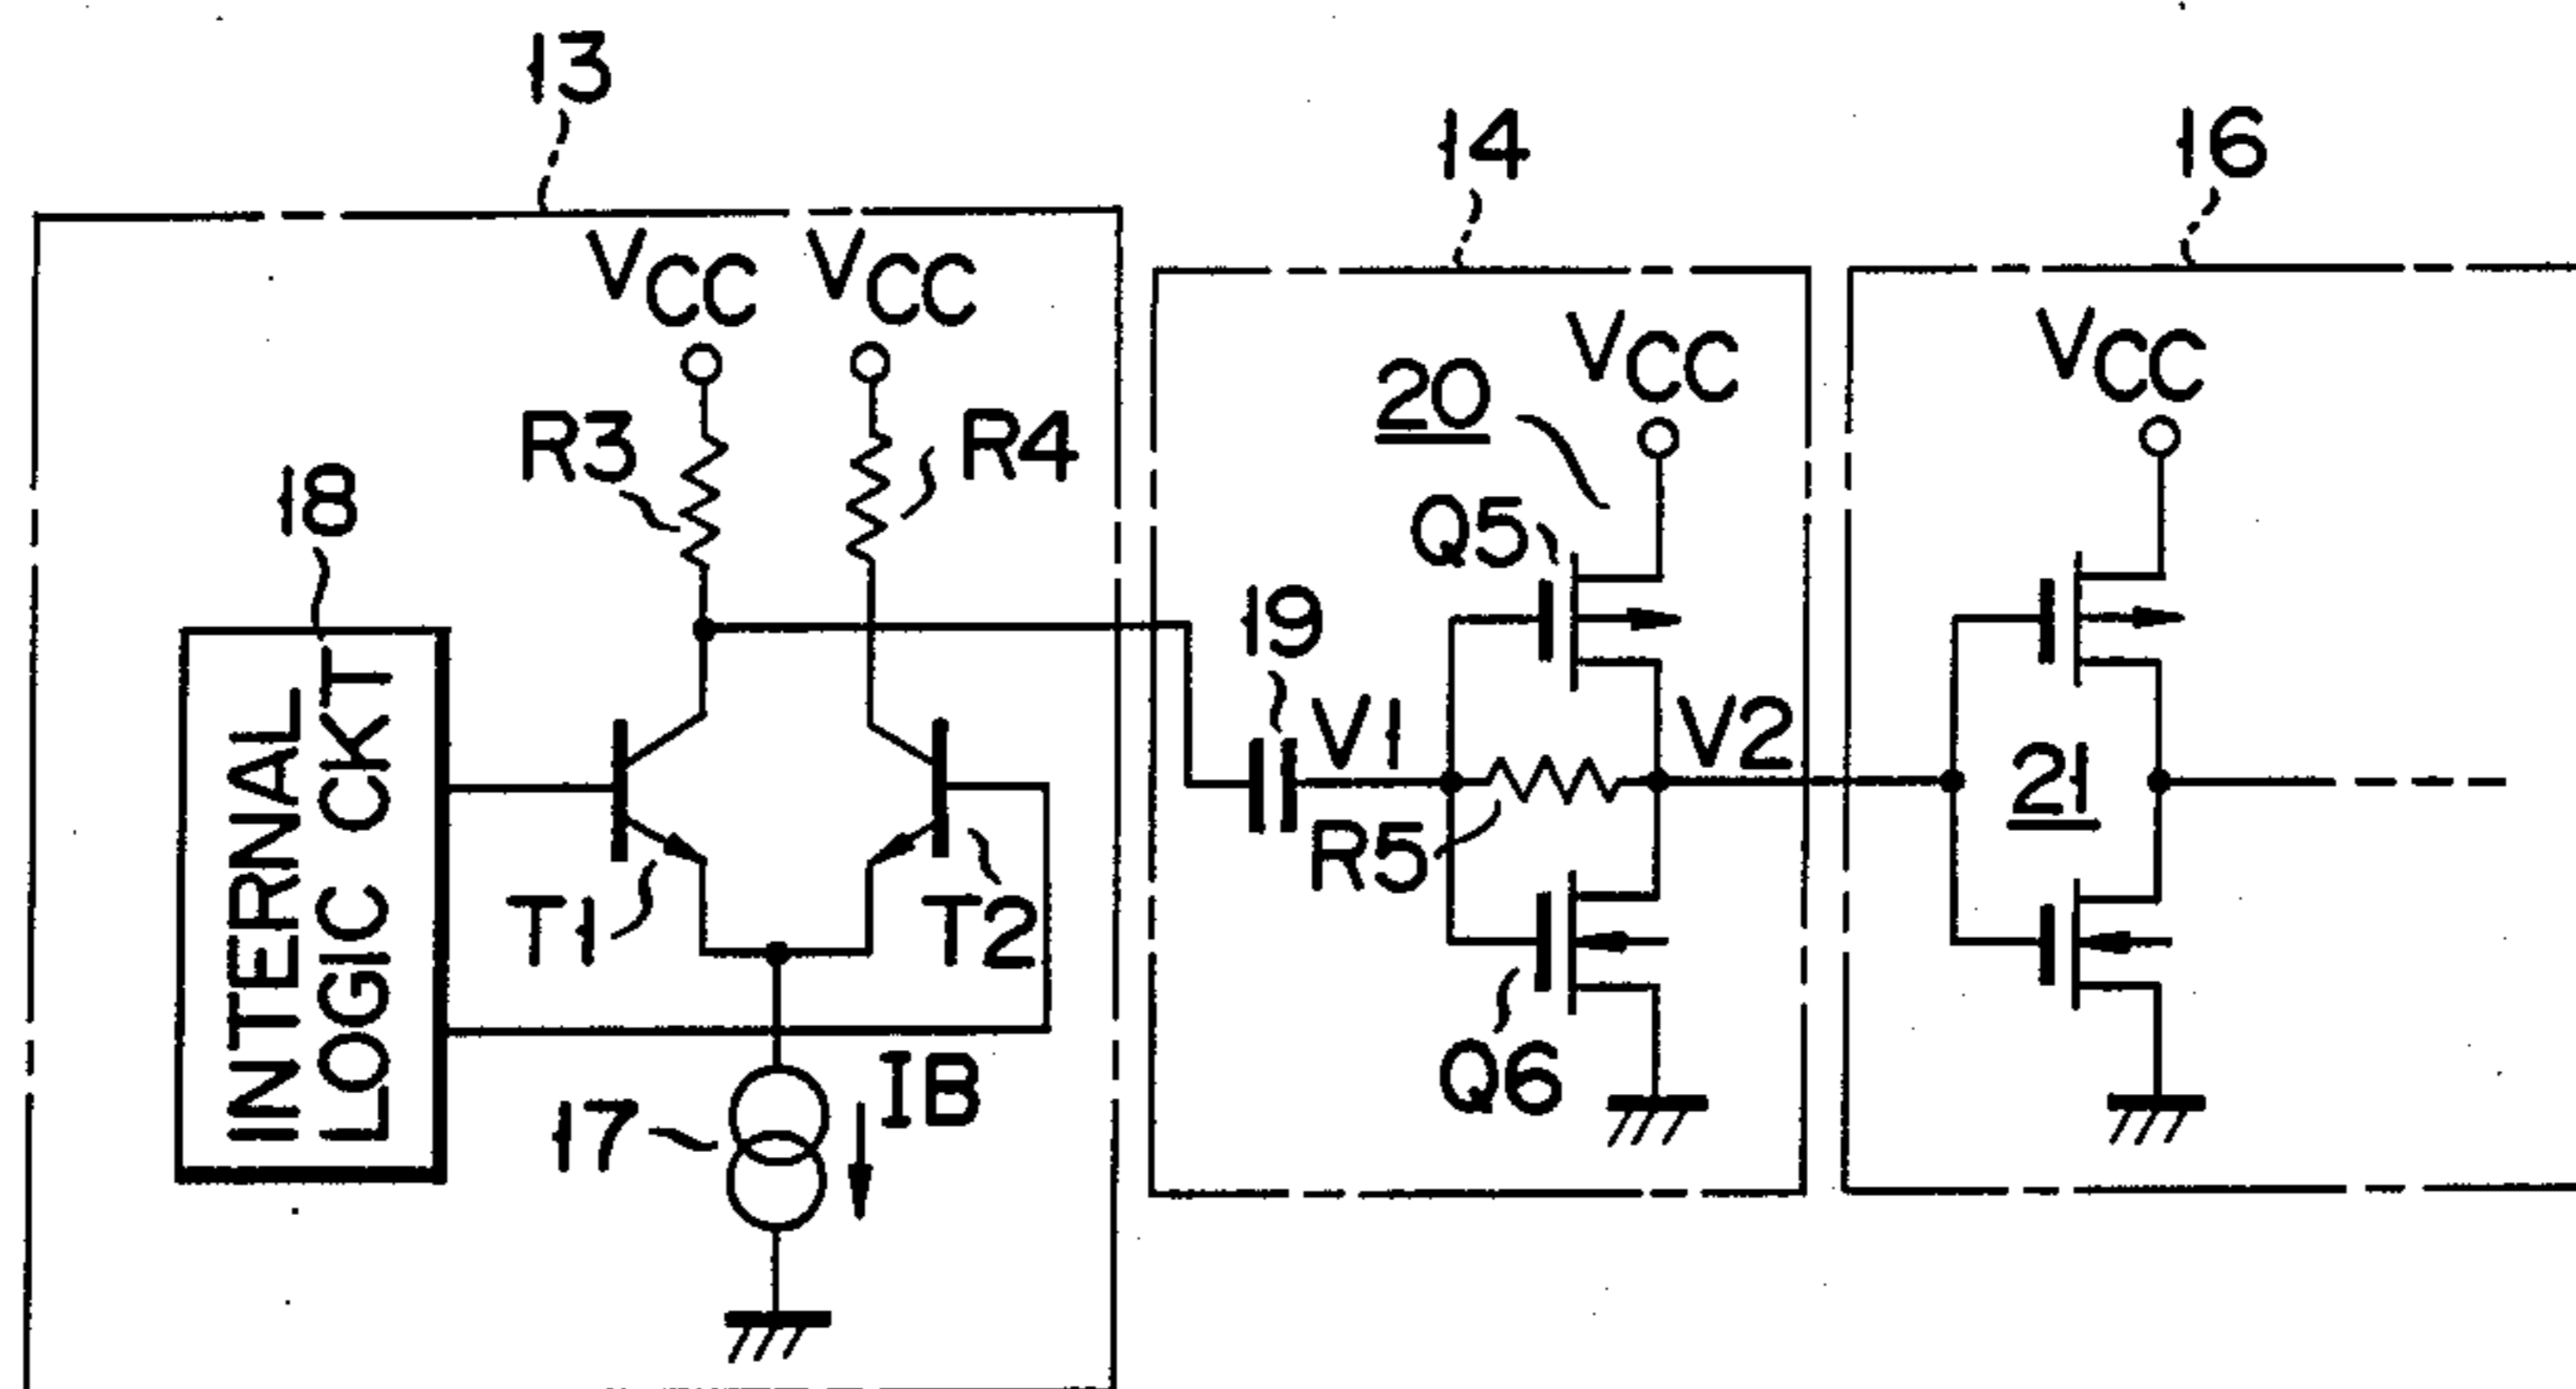 13
14
16
VCC VCC
VCC
VCC
20
R3
R4
18
Q5
19
V1
V2
21
R5
INTERNAL
LOGIC CKT
T1
T2
Q6
IB
17